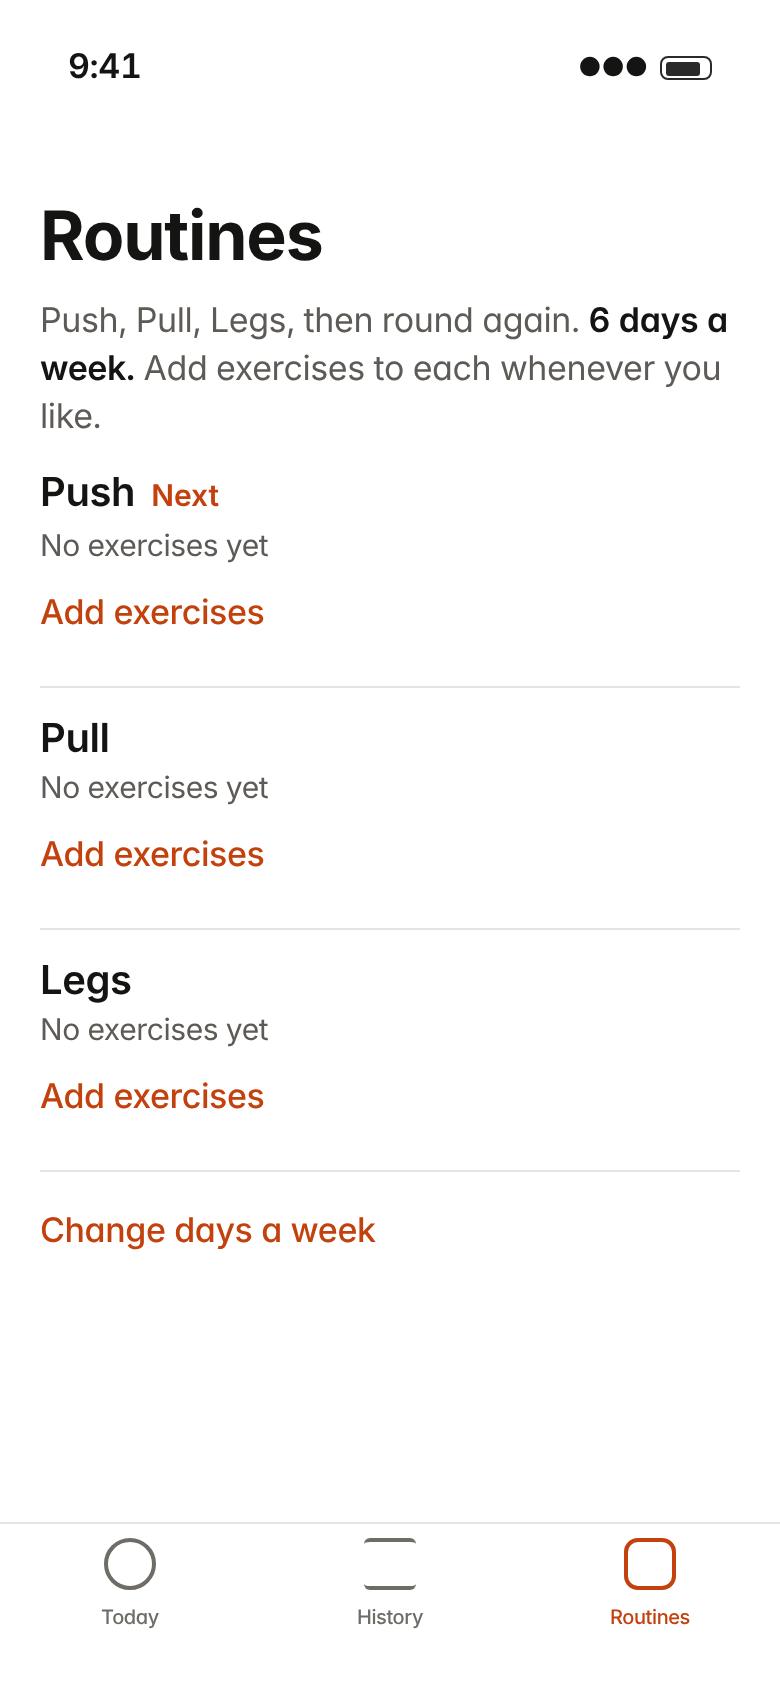 9:41
Routines
Push, Pull, Legs, then round again. 6 days a
week. Add exercises to each whenever you
like.
Push Next
No exercises yet
Add exercises
Pull
No exercises yet
Add exercises
Legs
No exercises yet
Add exercises
Change days a week
Today History Routines